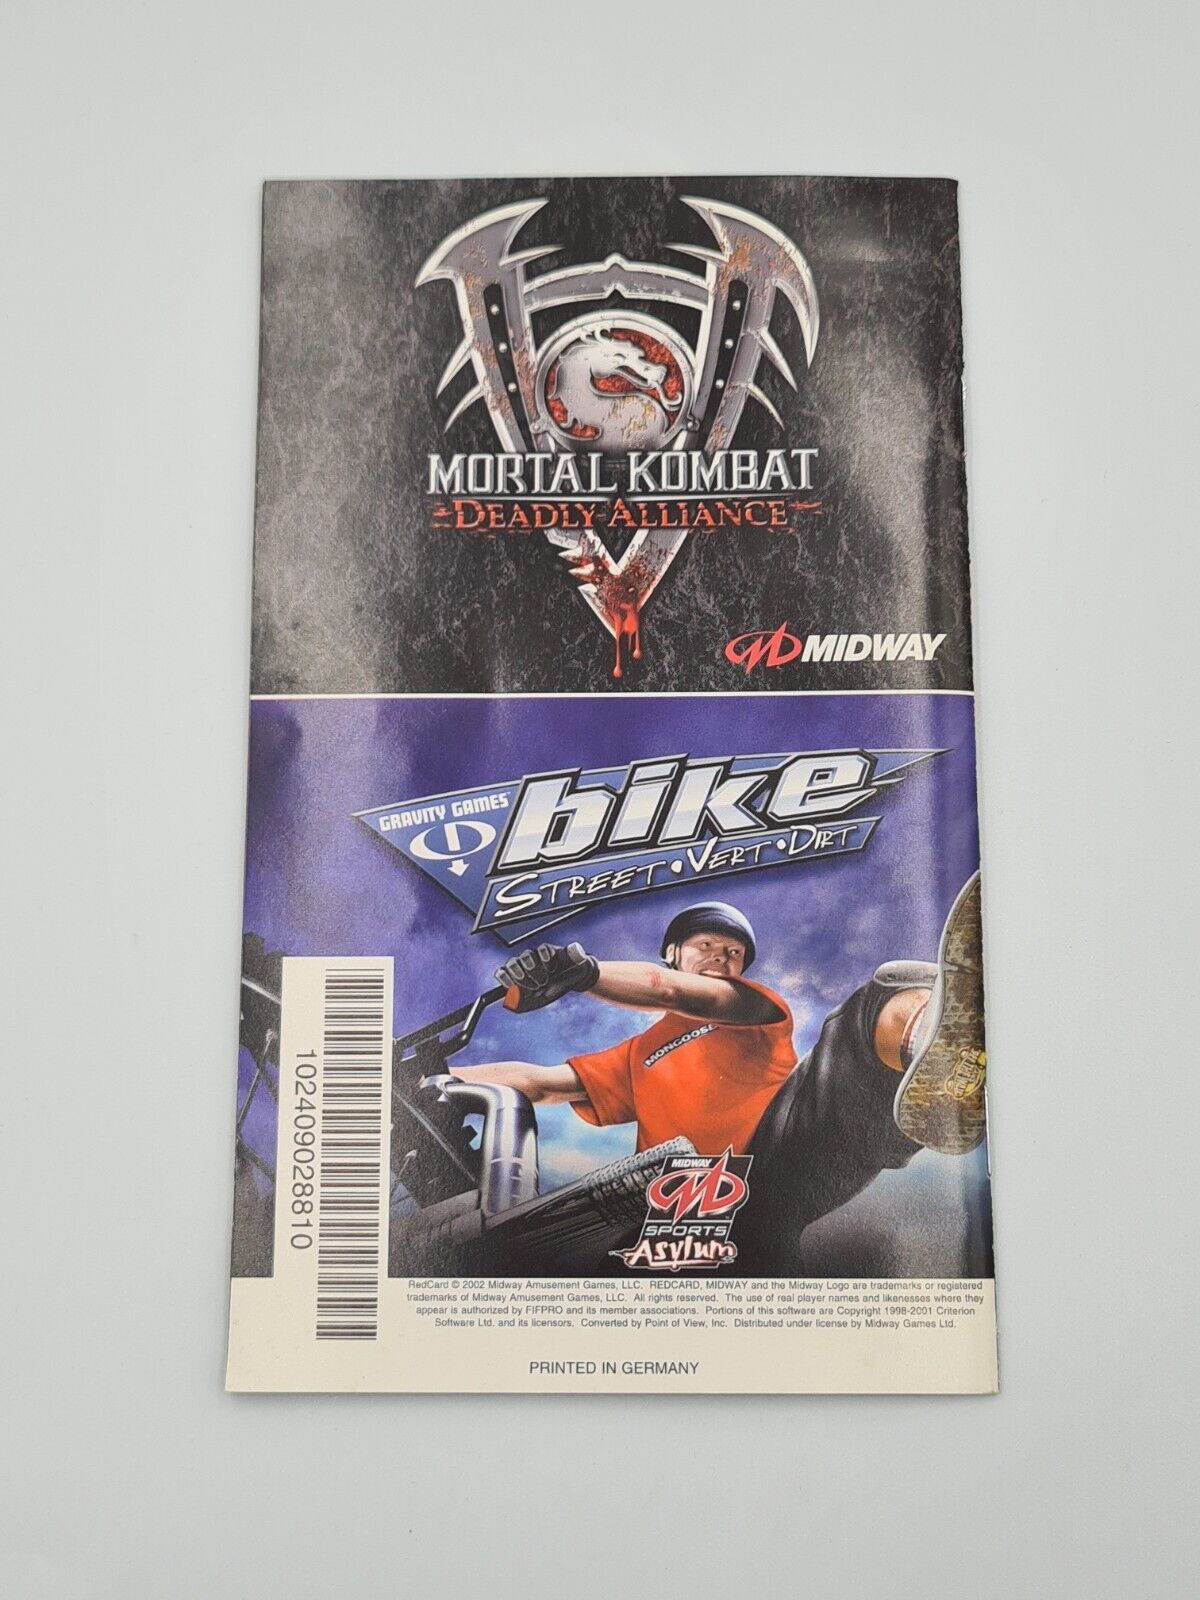 MORTAL KOMBAT
DEADLY ALLIANCE
MIDWAY
GRAVITY GAMES
bike
STREET • VERT • DIRT
MONGOOSE
10240902881​0
MIDWAY
SPORTS
Asylum
RedCard © 2002 Midway Amusement Games, LLC. REDCARD, MIDWAY and the Midway Logo are trademarks or registered
trademarks of Midway Amusement Games, LLC. All rights reserved. The use of real player names and likenesses where they
appear is authorized by FIFPRO and its member associations. Portions of this software are Copyright 1998-2001 Criterion
Software Ltd. and its licensors. Converted by Point of View, Inc. Distributed under license by Midway Games Ltd.
PRINTED IN GERMANY